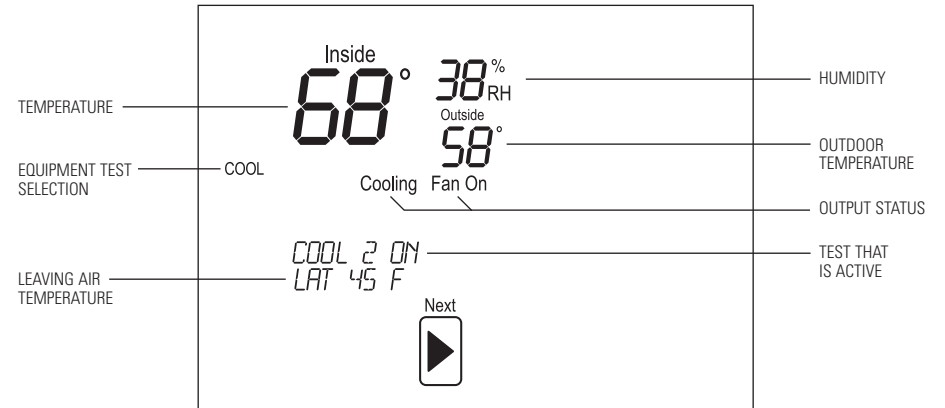 Inside
68°
38%
RH
Outside
58°
COOL
Cooling Fan On
COOL 2 ON
LAT 45 F
Next
TEMPERATURE
EQUIPMENT TEST
SELECTION
LEAVING AIR
TEMPERATURE
HUMIDITY
OUTDOOR
TEMPERATURE
OUTPUT STATUS
TEST THAT
IS ACTIVE